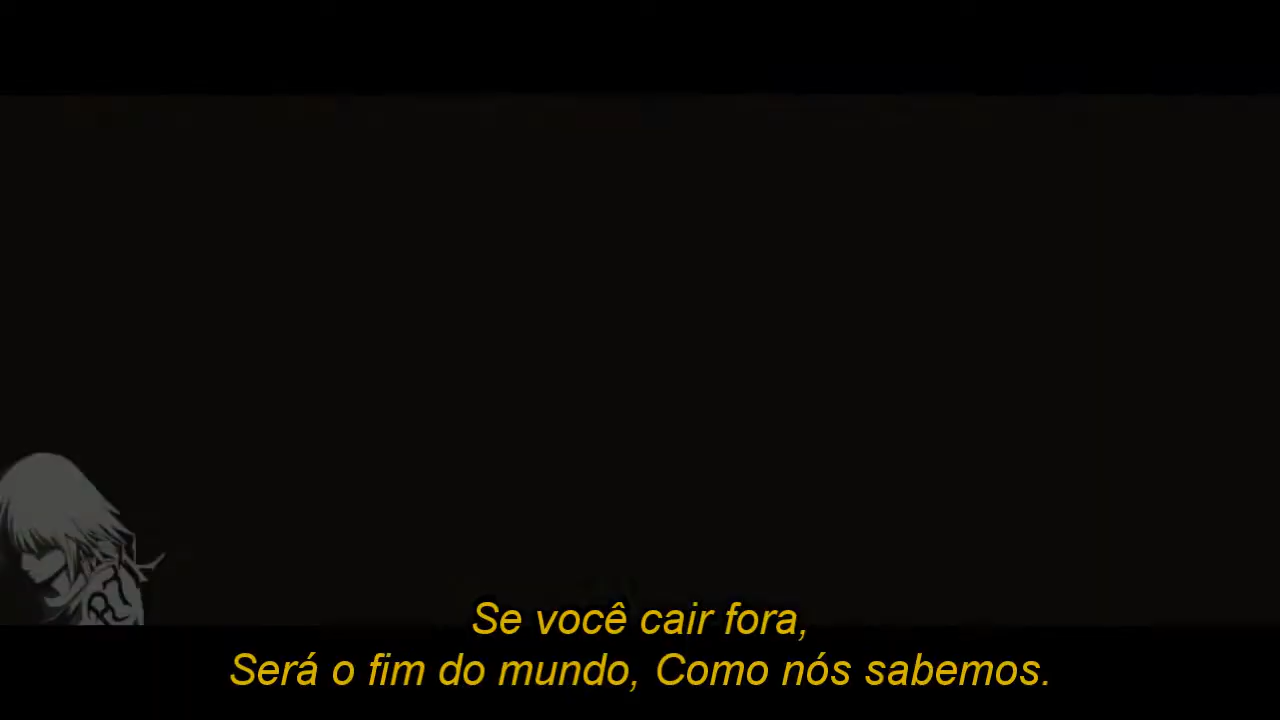 Se você cair fora,
Será o fim do mundo, Como nós sabemos.